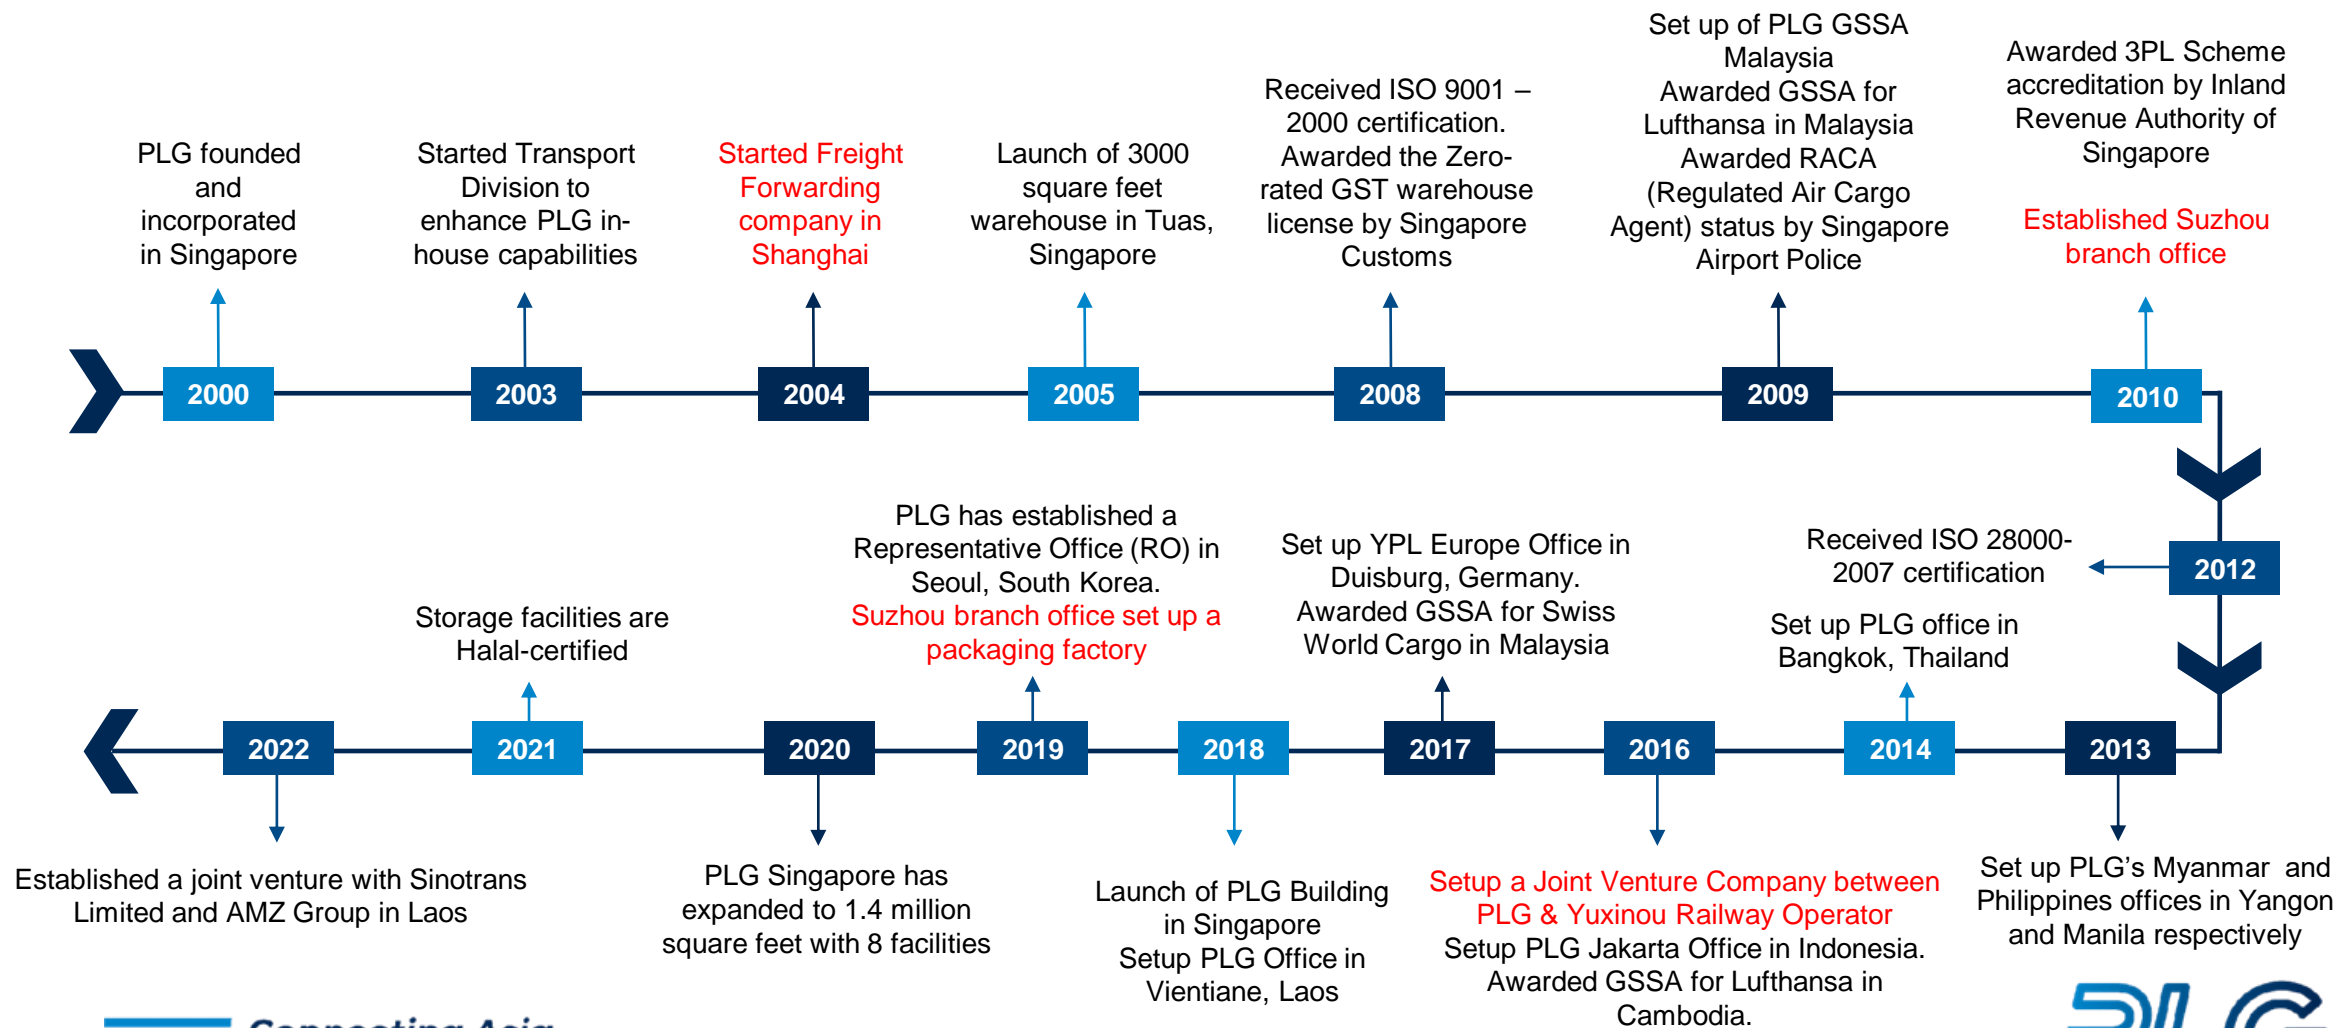 PLG founded
and
incorporated
in Singapore
2000
Started Transport
Division to
enhance PLG in-
house capabilities
2003
Started Freight
Forwarding
company in
Shanghai
2004
Launch of 3000
square feet
warehouse in Tuas,
Singapore
2005
Received ISO 9001 –
2000 certification.
Awarded the Zero-
rated GST warehouse
license by Singapore
Customs
2008
Set up of PLG GSSA
Malaysia
Awarded GSSA for
Lufthansa in Malaysia
Awarded RACA
(Regulated Air Cargo
Agent) status by Singapore
Airport Police
2009
Awarded 3PL Scheme
accreditation by Inland
Revenue Authority of
Singapore
Established Suzhou
branch office
2010
Received ISO 28000-
2007 certification
2012
2013
Set up PLG’s Myanmar and
Philippines offices in Yangon
and Manila respectively
Set up PLG office in
Bangkok, Thailand
2014
2016
Setup a Joint Venture Company between
PLG & Yuxinou Railway Operator
Setup PLG Jakarta Office in Indonesia.
Awarded GSSA for Lufthansa in
Cambodia.
Set up YPL Europe Office in
Duisburg, Germany.
Awarded GSSA for Swiss
World Cargo in Malaysia
2017
2018
Launch of PLG Building
in Singapore
Setup PLG Office in
Vientiane, Laos
PLG has established a
Representative Office (RO) in
Seoul, South Korea.
Suzhou branch office set up a
packaging factory
2019
2020
PLG Singapore has
expanded to 1.4 million
square feet with 8 facilities
Storage facilities are
Halal-certified
2021
2022
Established a joint venture with Sinotrans
Limited and AMZ Group in Laos
Connecting Asia